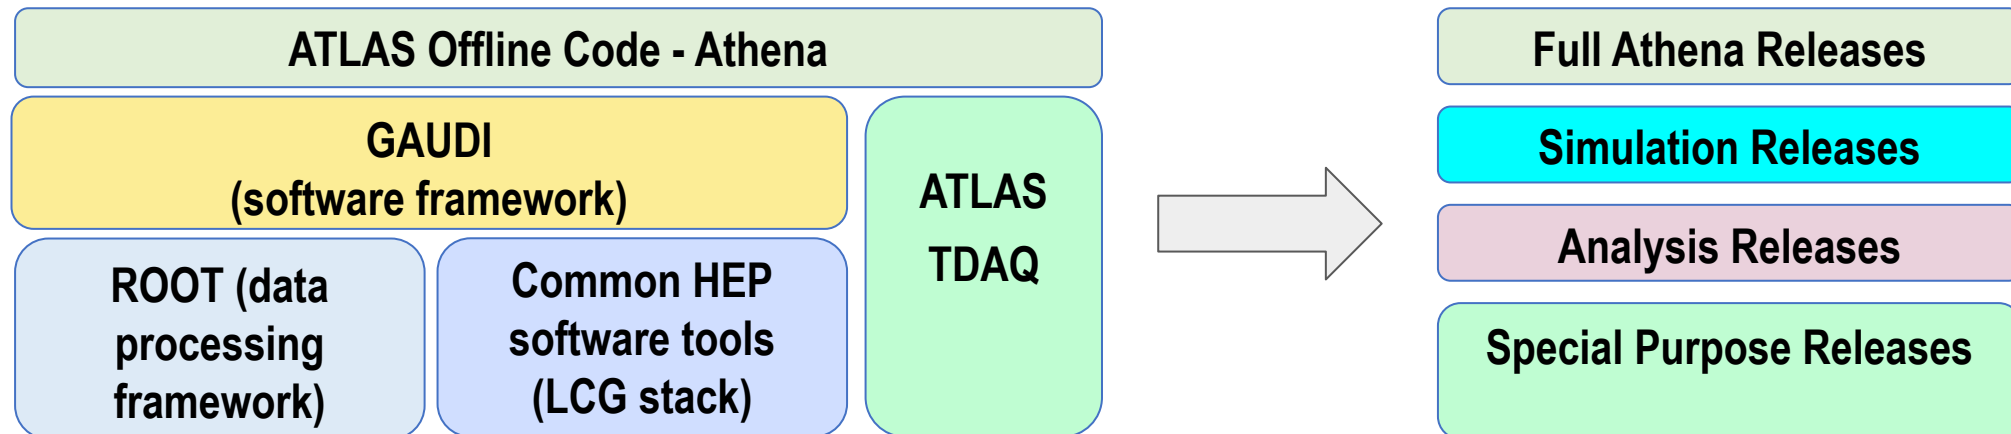 ATLAS Offline Code - Athena
GAUDI
(software framework)
ROOT (data
processing
framework)
Common HEP
software tools
(LCG stack)
ATLAS
TDAQ
Full Athena Releases
Simulation Releases
Analysis Releases
Special Purpose Releases